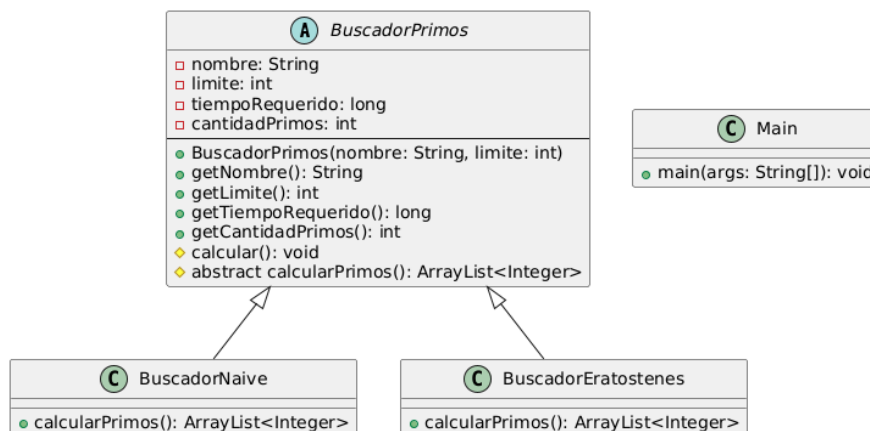 A BuscadorPrimos
nombre: String
limite: int
tiempoRequerido: long
cantidadPrimos: int
BuscadorPrimos(nombre: String, limite: int)
getNombre(): String
getLimite(): int
getTiempoRequerido(): long
getCantidadPrimos(): int
calcular(): void
abstract calcularPrimos(): ArrayList<Integer>
C Main
main(args: String[]): void
C BuscadorNaive
calcularPrimos(): ArrayList<Integer>
C BuscadorEratostenes
calcularPrimos(): ArrayList<Integer>